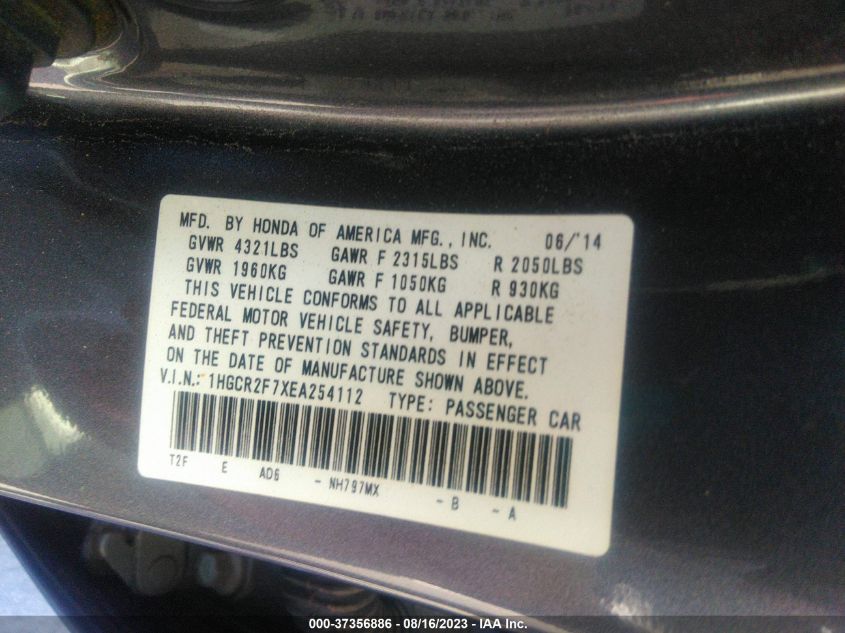 MFD. BY HONDA OF AMERICA MFG., INC. 06/'14
GVWR 4321LBS GAWR F 2315LBS R 2050LBS
GVWR 1960KG GAWR F 1050KG R 930KG
THIS VEHICLE CONFORMS TO ALL APPLICABLE
FEDERAL MOTOR VEHICLE SAFETY, BUMPER,
AND THEFT PREVENTION STANDARDS IN EFFECT
ON THE DATE OF MANUFACTURE SHOWN ABOVE.
V.I.N.: 1HGCR2F7XEA254112 TYPE: PASSENGER CAR
T2F E AD6 - NH797MX - B - A
000-37356886 - 08/16/2023 - IAA Inc.